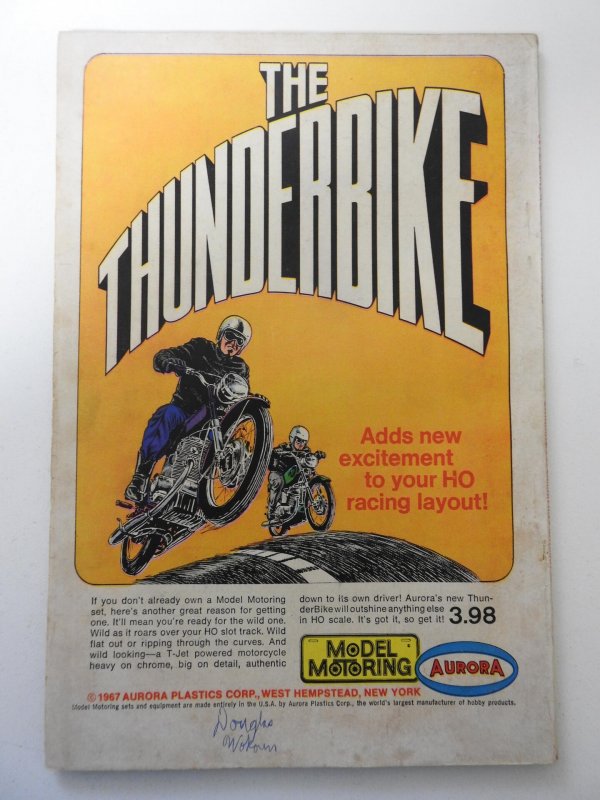 THE
THUNDERBIKE
Adds new
excitement
to your HO
racing layout!
If you don't already own a Model Motoring
set, here's another great reason for getting
one. It'll mean you're ready for the wild one.
Wild as it roars over your HO slot track. Wild
flat out or ripping through the curves. And
wild looking—a T-Jet powered motorcycle
heavy on chrome, big on detail, authentic
down to its own driver! Aurora's new Thun-
derBike will outshine anything else
in HO scale. It's got it, so get it! 3.98
MODEL
MOTORING
AURORA
©1967 AURORA PLASTICS CORP., WEST HEMPSTEAD, NEW YORK
Model Motoring sets and equipment are made entirely in the U.S.A. by Aurora Plastics Corp., the world's largest manufacturer of hobby products.
Douglas